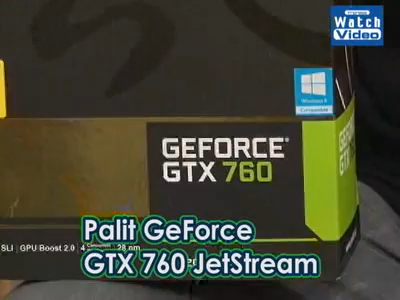 Impress
Watch
Video
Windows 8
Compatible
GEFORCE®
GTX 760
SLI | GPU Boost 2.0 | 4 | 28 nm
Palit GeForce
GTX 760 JetStream